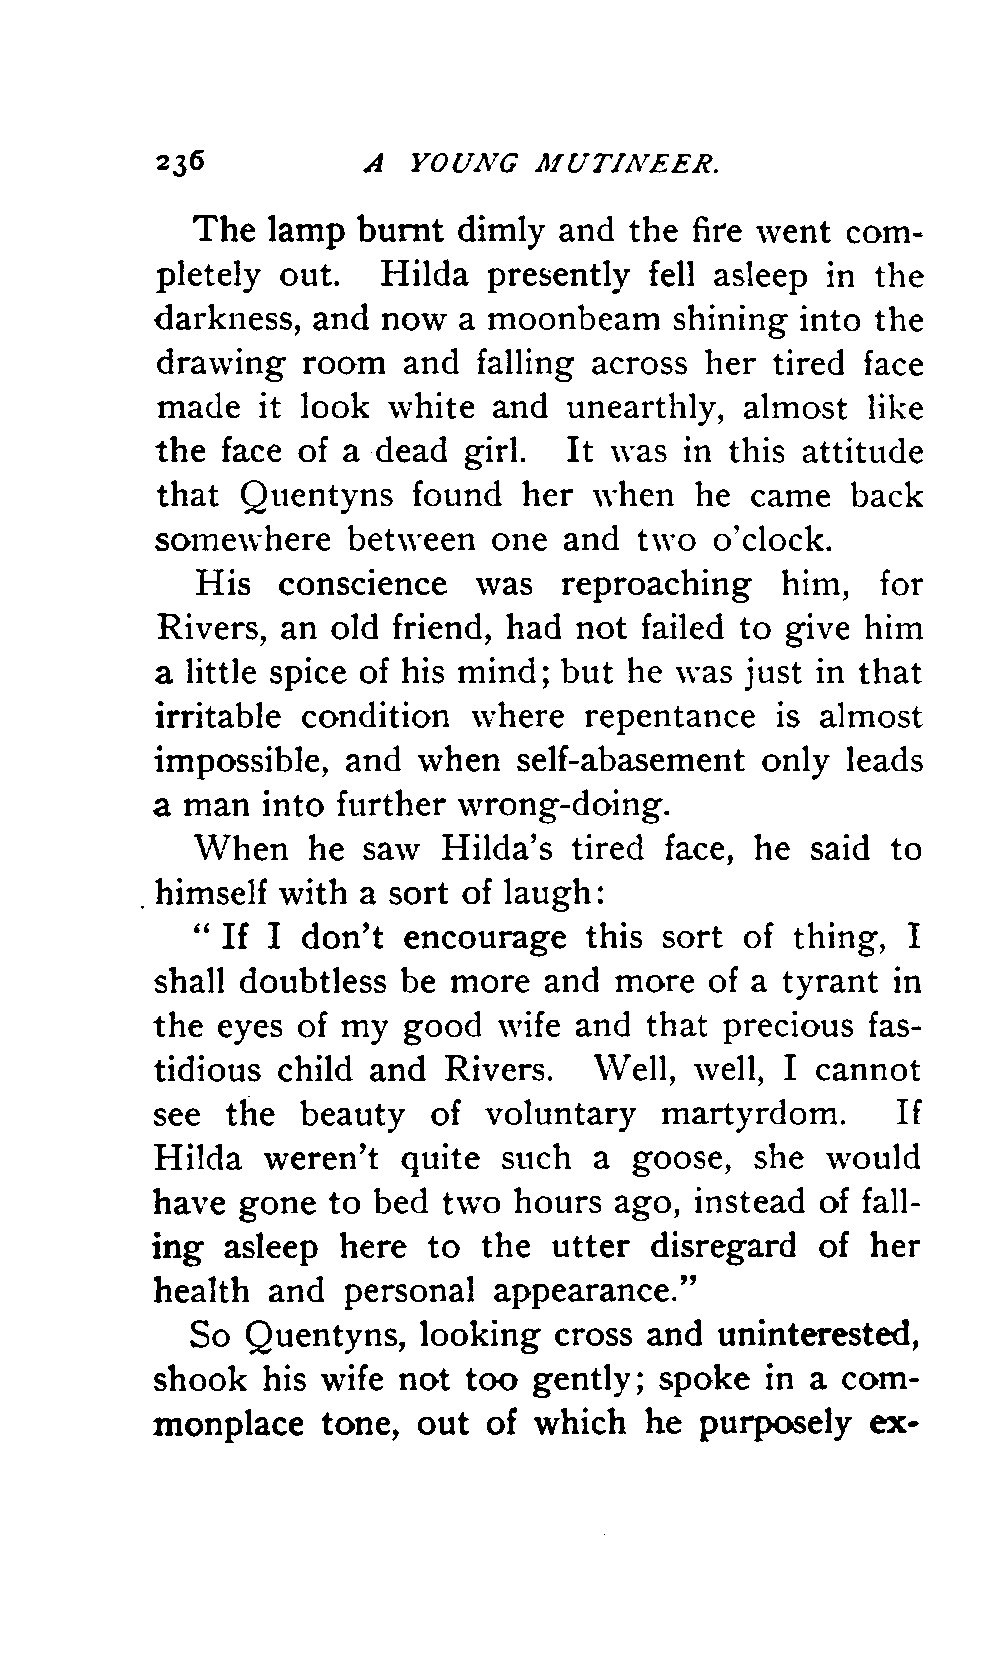 236 A YOUNG MUTINEER.
The lamp burnt dimly and the fire went com-
pletely out. Hilda presently fell asleep in the
darkness, and now a moonbeam shining into the
drawing room and falling across her tired face
made it look white and unearthly, almost like
the face of a dead girl. It was in this attitude
that Quentyns found her when he came back
somewhere between one and two o'clock.
His conscience was reproaching him, for
Rivers, an old friend, had not failed to give him
a little spice of his mind; but he was just in that
irritable condition where repentance is almost
impossible, and when self-abasement only leads
a man into further wrong-doing.
When he saw Hilda's tired face, he said to
himself with a sort of laugh:
"If I don't encourage this sort of thing, I
shall doubtless be more and more of a tyrant in
the eyes of my good wife and that precious fas-
tidious child and Rivers. Well, well, I cannot
see the beauty of voluntary martyrdom. If
Hilda weren't quite such a goose, she would
have gone to bed two hours ago, instead of fall-
ing asleep here to the utter disregard of her
health and personal appearance."
So Quentyns, looking cross and uninterested,
shook his wife not too gently; spoke in a com-
monplace tone, out of which he purposely ex-